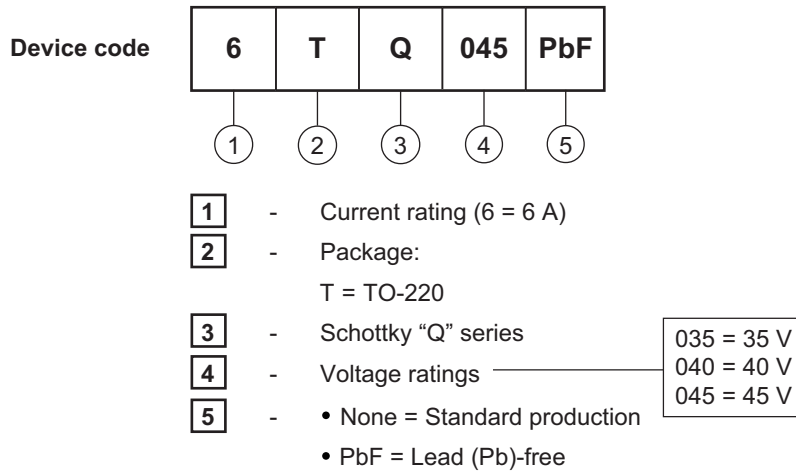 Device code 6 T Q 045 PbF
1 2 3 4 5
1 - Current rating (6 = 6 A)
2 - Package:
T = TO-220
3 - Schottky “Q” series
4 - Voltage ratings
035 = 35 V
040 = 40 V
045 = 45 V
5 - • None = Standard production
• PbF = Lead (Pb)-free